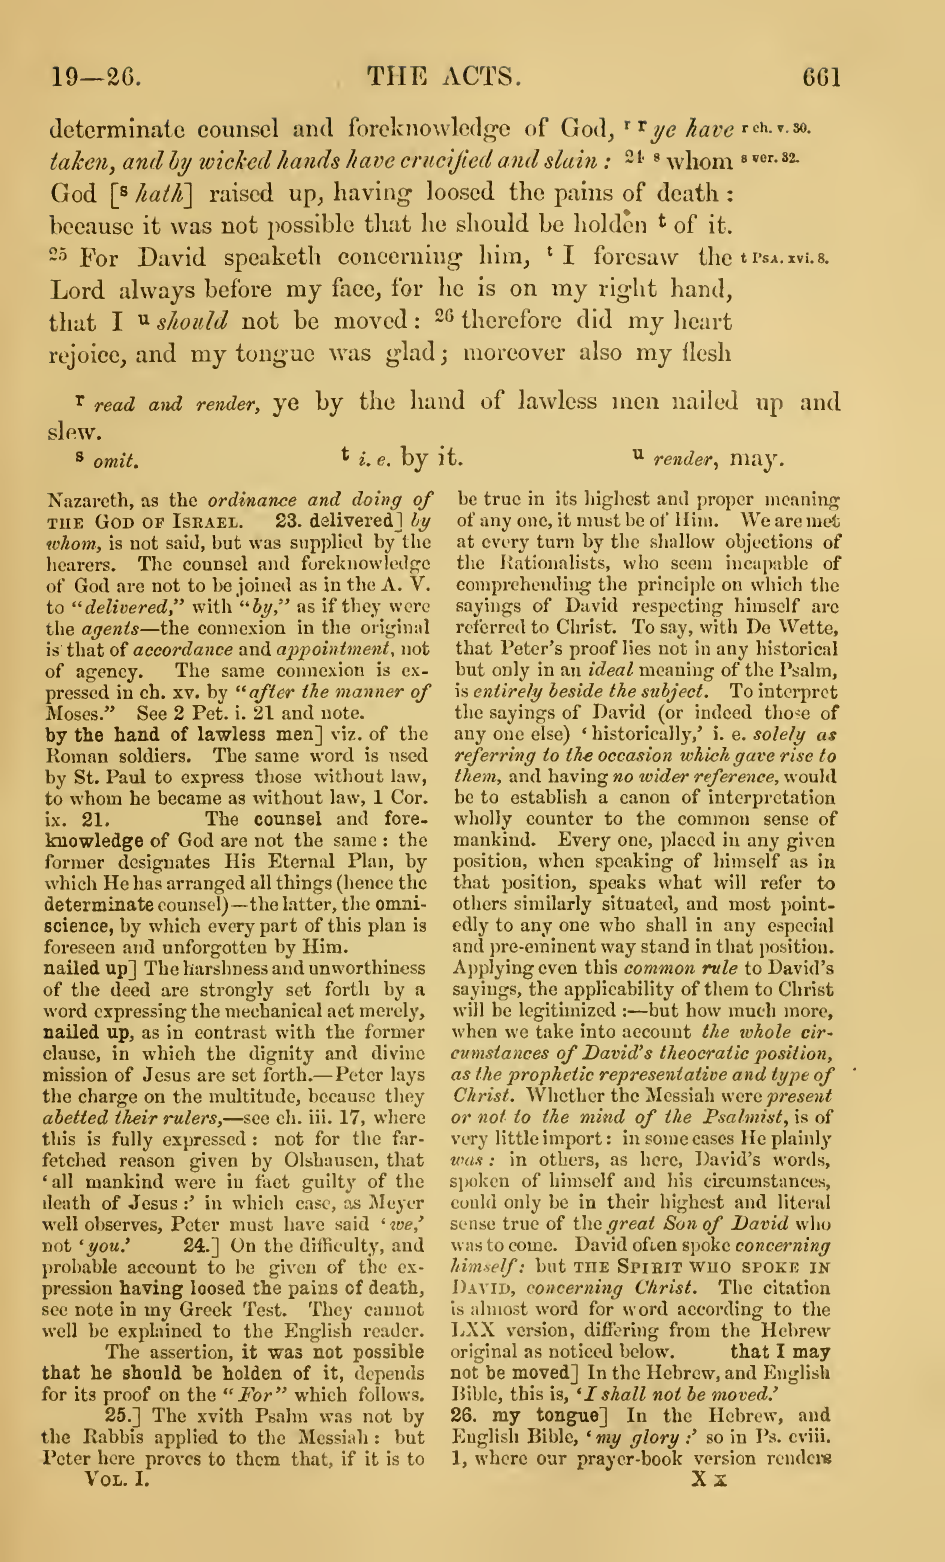 19—26.
THE ACTS.
661
determinate counsel and foreknowledge of God, r r ye have
r ch. v. 30.
taken, and by wicked hands have crucified and slain : 24 s whom
s ver. 32.
God [s hath] raised up, having loosed the pains of death :
because it was not possible that he should be holden t of it.
25 For David speaketh concerning him, t I foresaw the
t Psa. xvi. 8.
Lord always before my face, for he is on my right hand,
that I u should not be moved : 26 therefore did my heart
rejoice, and my tongue was glad; moreover also my flesh
r read and render, ye by the hand of lawless men nailed up and
slew.
s omit.
t i. e. by it.
u render, may.
Nazareth, as the ordinance and doing of
THE GOD OF ISRAEL. 23. delivered] by
whom, is not said, but was supplied by the
hearers. The counsel and foreknowledge
of God are not to be joined as in the A. V.
to “delivered,” with “by,” as if they were
the agents—the connexion in the original
is that of accordance and appointment, not
of agency. The same connexion is ex-
pressed in ch. xv. by “after the manner of
Moses.” See 2 Pet. i. 21 and note.
by the hand of lawless men] viz. of the
Roman soldiers. The same word is used
by St. Paul to express those without law,
to whom he became as without law, 1 Cor.
ix. 21. The counsel and fore-
knowledge of God are not the same : the
former designates His Eternal Plan, by
which He has arranged all things (hence the
determinate counsel)—the latter, the omni-
science, by which every part of this plan is
foreseen and unforgotten by Him.
nailed up] The harshness and unworthiness
of the deed are strongly set forth by a
word expressing the mechanical act merely,
nailed up, as in contrast with the former
clause, in which the dignity and divine
mission of Jesus are set forth.—Peter lays
the charge on the multitude, because they
abetted their rulers,—see ch. iii. 17, where
this is fully expressed : not for the far-
fetched reason given by Olshausen, that
‘all mankind were in fact guilty of the
death of Jesus :’ in which case, as Meyer
well observes, Peter must have said ‘we,’
not ‘you.’ 24.] On the difficulty, and
probable account to be given of the ex-
pression having loosed the pains of death,
see note in my Greek Test. They cannot
well be explained to the English reader.
The assertion, it was not possible
that he should be holden of it, depends
for its proof on the “For” which follows.
25.] The xvith Psalm was not by
the Rabbis applied to the Messiah : but
Peter here proves to them that, if it is to
VOL. I.
be true in its highest and proper meaning
of any one, it must be of Him. We are met
at every turn by the shallow objections of
the Rationalists, who seem incapable of
comprehending the principle on which the
sayings of David respecting himself are
referred to Christ. To say, with De Wette,
that Peter's proof lies not in any historical
but only in an ideal meaning of the Psalm,
is entirely beside the subject. To interpret
the sayings of David (or indeed those of
any one else) ‘historically,’ i. e. solely as
referring to the occasion which gave rise to
them, and having no wider reference, would
be to establish a canon of interpretation
wholly counter to the common sense of
mankind. Every one, placed in any given
position, when speaking of himself as in
that position, speaks what will refer to
others similarly situated, and most point-
edly to any one who shall in any especial
and pre-eminent way stand in that position.
Applying even this common rule to David's
sayings, the applicability of them to Christ
will be legitimized :—but how much more,
when we take into account the whole cir-
cumstances of David's theocratic position,
as the prophetic representative and type of
Christ. Whether the Messiah were present
or not to the mind of the Psalmist, is of
very little import : in some cases He plainly
was : in others, as here, David's words,
spoken of himself and his circumstances,
could only be in their highest and literal
sense true of the great Son of David who
was to come. David often spoke concerning
himself : but THE SPIRIT WHO SPOKE IN
DAVID, concerning Christ. The citation
is almost word for word according to the
LXX version, differing from the Hebrew
original as noticed below. that I may
not be moved] In the Hebrew, and English
Bible, this is, ‘I shall not be moved.’
26. my tongue] In the Hebrew, and
English Bible, ‘my glory :’ so in Ps. cviii.
1, where our prayer-book version renders
X x